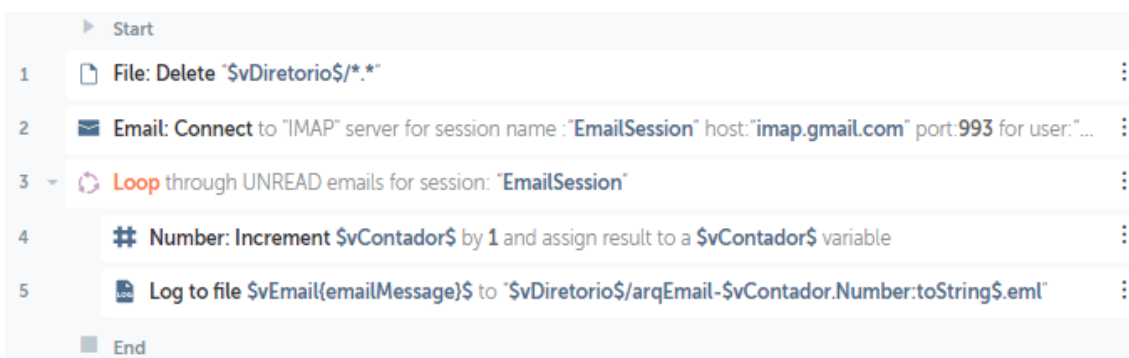 Start
1 File: Delete "$vDiretorio$/*.*"
2 Email: Connect to "IMAP" server for session name :"EmailSession" host:"imap.gmail.com" port:993 for user:"...
3 Loop through UNREAD emails for session: "EmailSession"
4 Number: Increment $vContador$ by 1 and assign result to a $vContador$ variable
5 Log to file $vEmail{emailMessage}$ to "$vDiretorio$/arqEmail-$vContador.Number:toString$.eml"
End